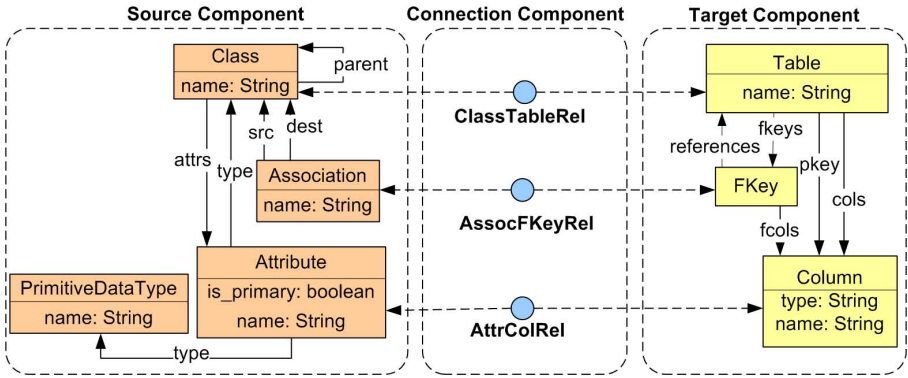 Source Component
Connection Component
Target Component
Class
name: String
parent
ClassTableRel
Table
name: String
attrs
type
src
dest
Association
name: String
AssocFKeyRel
references
fkeys
pkey
cols
FKey
fcols
Attribute
is_primary: boolean
name: String
PrimitiveDataType
name: String
type
AttrColRel
Column
type: String
name: String